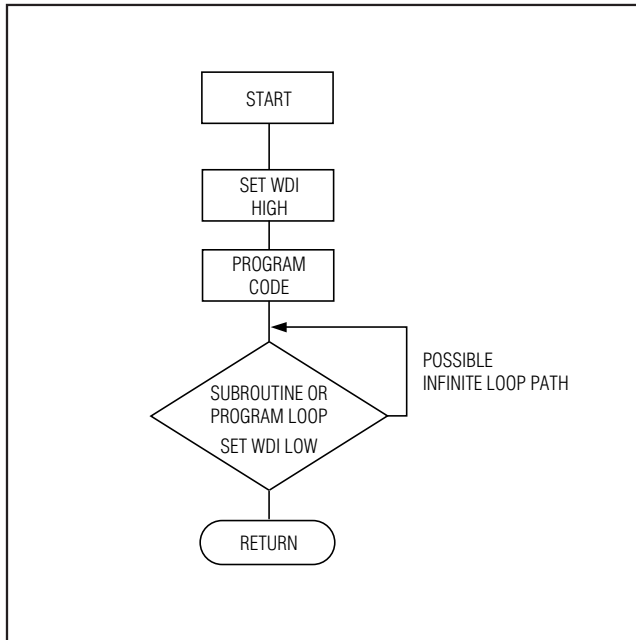 START
SET WDI
HIGH
PROGRAM
CODE
POSSIBLE
INFINITE LOOP PATH
SUBROUTINE OR
PROGRAM LOOP
SET WDI LOW
RETURN